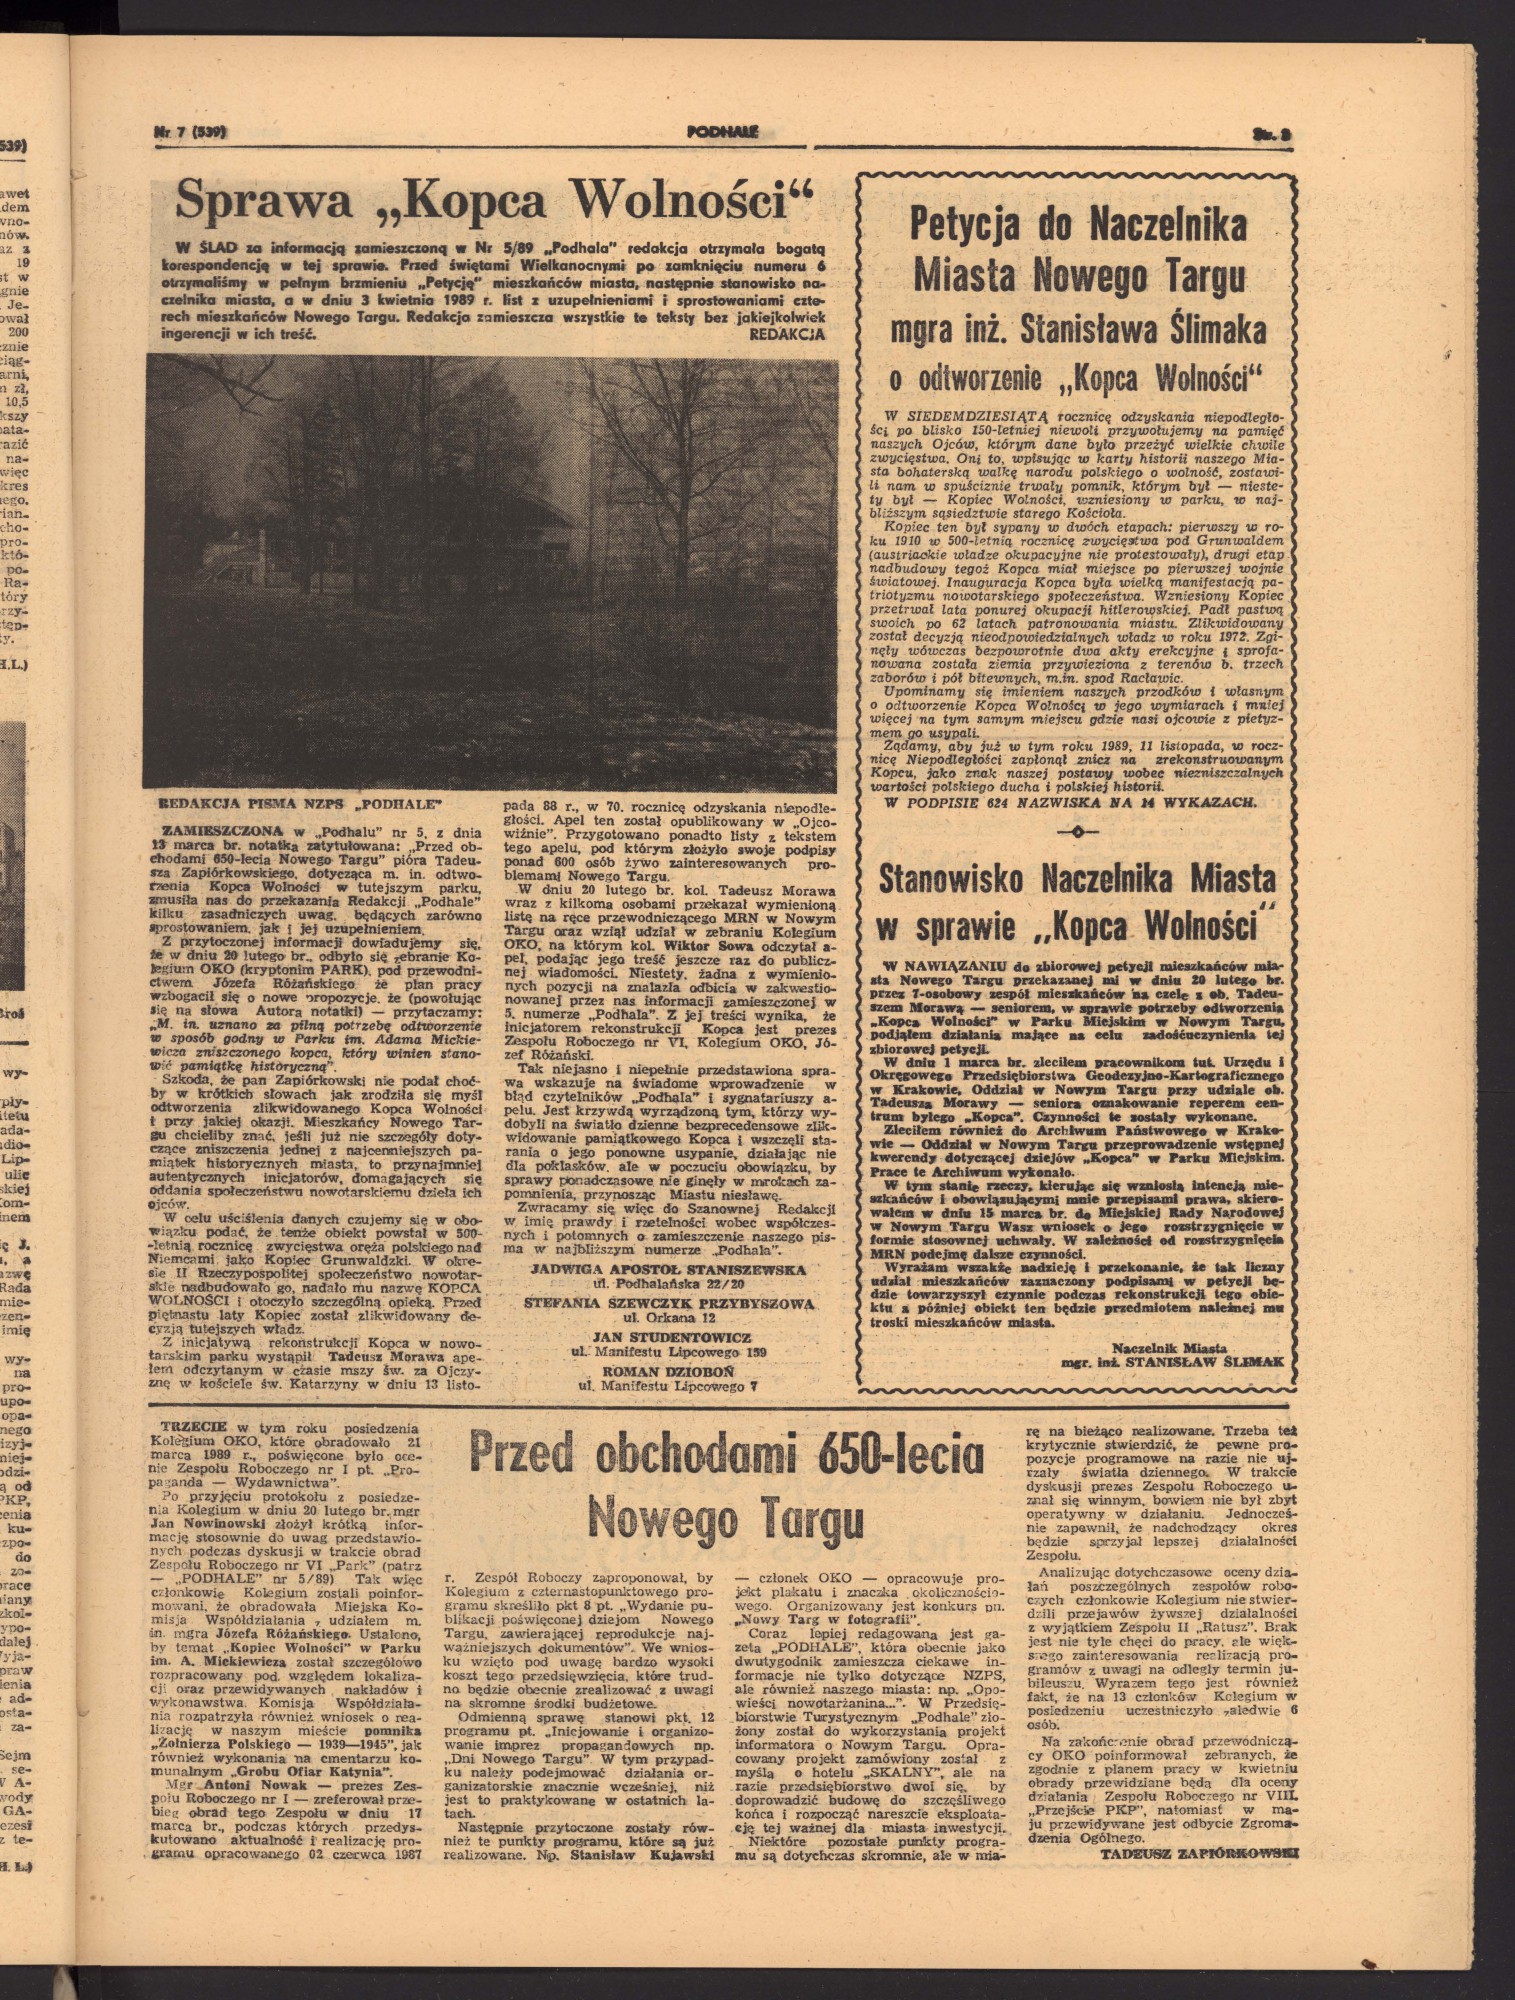 Nr 7 (539)
PODHALE
Str. 3
Sprawa „Kopca Wolności“
W ŚLAD za informacją zamieszczoną w Nr 5/89 „Podhala” redakcja otrzymała bogatą
korespondencję w tej sprawie. Przed świętami Wielkanocnymi po zamknięciu numeru 6
otrzymaliśmy w pełnym brzmieniu „Petycję” mieszkańców miasta, następnie stanowisko na-
czelnika miasta, a w dniu 3 kwietnia 1989 r. list z uzupełnieniami i sprostowaniami czte-
rech mieszkańców Nowego Targu. Redakcja zamieszcza wszystkie te teksty bez jakiejkolwiek
ingerencji w ich treść. REDAKCJA
REDAKCJA PISMA NZPS „PODHALE”
ZAMIESZCZONA w „Podhalu” nr 5, z dnia
13 marca br. notatka zatytułowana: „Przed ob-
chodami 650-lecia Nowego Targu” pióra Tadeu-
sza Zapiórkowskiego, dotycząca m. in. odtwo-
rzenia Kopca Wolności w tutejszym parku,
zmusiła nas do przekazania Redakcji „Podhale”
kilku zasadniczych uwag, będących zarówno
sprostowaniem, jak i jej uzupełnieniem.
Z przytoczonej informacji dowiadujemy się,
że w dniu 20 lutego br., odbyło się zebranie Ko-
legium OKO (kryptonim PARK), pod przewodni-
ctwem Józefa Różańskiego że plan pracy
wzbogacił się o nowe propozycje, że (powołując
się na słowa Autora notatki) — przytaczamy:
„M. in. uznano za pilną potrzebę odtworzenie
w sposób godny w Parku im. Adama Mickie-
wicza zniszczonego kopca, który winien stano-
wić pamiątkę historyczną”.
Szkoda, że pan Zapiórkowski nie podał choć-
by w krótkich słowach jak zrodziła się myśl
odtworzenia zlikwidowanego Kopca Wolności
i przy jakiej okazji. Mieszkańcy Nowego Tar-
gu chcieliby znać, jeśli już nie szczegóły doty-
czące zniszczenia jednej z najcenniejszych pa-
miątek historycznych miasta, to przynajmniej
autentycznych inicjatorów, domagających się
oddania społeczeństwu nowotarskiemu dzieła ich
ojców.
W celu uściślenia danych czujemy się w obo-
wiązku podać, że tenże obiekt powstał w 500-
-letnią rocznicę zwycięstwa oręża polskiego nad
Niemcami jako Kopiec Grunwaldzki. W okre-
sie II Rzeczypospolitej społeczeństwo nowotar-
skie nadbudowało go, nadało mu nazwę KOPCA
WOLNOŚCI i otoczyło szczególną opieką. Przed
piętnastu laty Kopiec został zlikwidowany de-
cyzją tutejszych władz.
Z inicjatywą rekonstrukcji Kopca w nowo-
tarskim parku wystąpił Tadeusz Morawa ape-
lem odczytanym w czasie mszy św. za Ojczy-
znę w kościele św. Katarzyny w dniu 13 listo-
pada 88 r., w 70. rocznicę odzyskania niepodle-
głości. Apel ten został opublikowany w „Ojco-
wiźnie”. Przygotowano ponadto listy z tekstem
tego apelu, pod którym złożyło swoje podpisy
ponad 600 osób żywo zainteresowanych pro-
blemami Nowego Targu.
W dniu 20 lutego br. kol. Tadeusz Morawa
wraz z kilkoma osobami przekazał wymienioną
listę na ręce przewodniczącego MRN w Nowym
Targu oraz wziął udział w zebraniu Kolegium
OKO, na którym kol. Wiktor Sowa odczytał a-
pel, podając jego treść jeszcze raz do publicz-
nej wiadomości. Niestety, żadna z wymienio-
nych pozycji na znalazła odbicia w zakwestio-
nowanej przez nas informacji zamieszczonej w
5. numerze „Podhala”. Z jej treści wynika, że
inicjatorem rekonstrukcji Kopca jest prezes
Zespołu Roboczego nr VI, Kolegium OKO, Jó-
zef Różański.
Tak niejasno i niepełnie przedstawiona spra-
wa wskazuje na świadome wprowadzenie w
błąd czytelników „Podhala” i sygnatariuszy a-
pelu. Jest krzywdą wyrządzoną tym, którzy wy-
dobyli na światło dzienne bezprecedensowe zlik-
widowanie pamiątkowego Kopca i wszczęli sta-
rania o jego ponowne usypanie, działając nie
dla poklasków, ale w poczuciu obowiązku, by
sprawy ponadczasowe nie ginęły w mrokach za-
pomnienia, przynosząc Miastu niesławę.
Zwracamy się więc do Szanownej Redakcji
w imię prawdy i rzetelności wobec współczes-
nych i potomnych o zamieszczenie naszego pis-
ma w najbliższym numerze „Podhala”.
JADWIGA APOSTOŁ STANISZEWSKA
ul. Podhalańska 22/20
STEFANIA SZEWCZYK PRZYBYSZOWA
ul. Orkana 12
JAN STUDENTOWICZ
ul. Manifestu Lipcowego 159
ROMAN DZIOBOŃ
ul. Manifestu Lipcowego 7
Petycja do Naczelnika
Miasta Nowego Targu
mgra inż. Stanisława Ślimaka
o odtworzenie „Kopca Wolności“
W SIEDEMDZIESIĄTĄ rocznicę odzyskania niepodległo-
ści po blisko 150-letniej niewoli przywołujemy na pamięć
naszych Ojców, którym dane było przeżyć wielkie chwile
zwycięstwa. Oni to, wpisując w karty historii naszego Mia-
sta bohaterską walkę narodu polskiego o wolność, zostawi-
li nam w spuściznie trwały pomnik, którym był — nieste-
ty był — Kopiec Wolności, wzniesiony w parku, w naj-
bliższym sąsiedztwie starego Kościoła.
Kopiec ten był sypany w dwóch etapach: pierwszy w ro-
ku 1910 w 500-letnią rocznicę zwycięstwa pod Grunwaldem
(austriackie władze okupacyjne nie protestowały), drugi etap
nadbudowy tegoż Kopca miał miejsce po pierwszej wojnie
światowej. Inauguracja Kopca była wielką manifestacją pa-
triotyzmu nowotarskiego społeczeństwa. Wzniesiony Kopiec
przetrwał lata ponurej okupacji hitlerowskiej. Padł pastwą
swoich po 62 latach patronowania miastu. Zlikwidowany
został decyzją nieodpowiedzialnych władz w roku 1972. Zgi-
nęły wówczas bezpowrotnie dwa akty erekcyjne i sprofa-
nowana została ziemia przywieziona z terenów b. trzech
zaborów i pół bitewnych, m.in. spod Racławic.
Upominamy się imieniem naszych przodków i własnym
o odtworzenie Kopca Wolności w jego wymiarach i mniej
więcej na tym samym miejscu gdzie nasi ojcowie z pietyz-
mem go usypali.
Żądamy, aby już w tym roku 1989, 11 listopada, w rocz-
nicę Niepodległości zapłonął znicz na zrekonstruowanym
Kopcu, jako znak naszej postawy wobec niezniszczalnych
wartości polskiego ducha i polskiej historii.
W PODPISIE 624 NAZWISKA NA 14 WYKAZACH.
Stanowisko Naczelnika Miasta
w sprawie „Kopca Wolności“
W NAWIĄZANIU do zbiorowej petycji mieszkańców mia-
sta Nowego Targu przekazanej mi w dniu 20 lutego br.
przez 7-osobowy zespół mieszkańców na czele z ob. Tadeu-
szem Morawą — seniorem, w sprawie potrzeby odtworzenia
„Kopca Wolności” w Parku Miejskim w Nowym Targu,
podjąłem działania mające na celu zadośćuczynienia tej
zbiorowej petycji.
W dniu 1 marca br. zleciłem pracownikom tut. Urzędu i
Okręgowego Przedsiębiorstwa Geodezyjno-Kartograficznego
w Krakowie, Oddział w Nowym Targu przy udziale ob.
Tadeusza Morawy — seniora oznakowanie reperem cen-
trum byłego „Kopca”. Czynności te zostały wykonane.
Zleciłem również do Archiwum Państwowego w Krako-
wie — Oddział w Nowym Targu przeprowadzenie wstępnej
kwerendy dotyczącej dziejów „Kopca” w Parku Miejskim.
Prace te Archiwum wykonało.
W tym stanie rzeczy, kierując się wzniosłą intencją mie-
szkańców i obowiązującymi mnie przepisami prawa, skiero-
wałem w dniu 15 marca br. do Miejskiej Rady Narodowej
w Nowym Targu Wasz wniosek o jego rozstrzygnięcie w
formie stosownej uchwały. W zależności od rozstrzygnięcia
MRN podejmę dalsze czynności.
Wyrażam wszakże nadzieję i przekonanie, że tak liczny
udział mieszkańców zaznaczony podpisami w petycji bę-
dzie towarzyszył czynnie podczas rekonstrukcji tego obie-
ktu a później obiekt ten będzie przedmiotem należnej mu
troski mieszkańców miasta.
Naczelnik Miasta
mgr. inż. STANISŁAW ŚLIMAK
Przed obchodami 650-lecia
Nowego Targu
TRZECIE w tym roku posiedzenia
Kolegium OKO, które obradowało 21
marca 1989 r., poświęcone było oce-
nie Zespołu Roboczego nr I pt. „Pro-
paganda — Wydawnictwa”.
Po przyjęciu protokołu z posiedze-
nia Kolegium w dniu 20 lutego br. mgr
Jan Nowinowski złożył krótką infor-
mację stosownie do uwag przedstawio-
nych podczas dyskusji w trakcie obrad
Zespołu Roboczego nr VI „Park” (patrz
— „PODHALE” nr 5/89) Tak więc
członkowie Kolegium zostali poinfor-
mowani, że obradowała Miejska Ko-
misja Współdziałania z udziałem m.
in. mgra Józefa Różańskiego. Ustalono,
by temat „Kopiec Wolności” w Parku
im. A. Mickiewicza został szczegółowo
rozpracowany pod względem lokaliza-
cji oraz przewidywanych nakładów i
wykonawstwa. Komisja Współdziała-
nia rozpatrzyła również wniosek o rea-
lizację w naszym mieście pomnika
„Żołnierza Polskiego — 1939—1945”, jak
również wykonania na cmentarzu ko-
munalnym „Grobu Ofiar Katynia”.
Mgr Antoni Nowak — prezes Zes-
połu Roboczego nr I — zreferował prze-
bieg obrad tego Zespołu w dniu 17
marca br., podczas których przedys-
kutowano aktualność i realizację pro-
gramu opracowanego 02 czerwca 1987
r. Zespół Roboczy zaproponował, by
Kolegium z czternastopunktowego pro-
gramu skreśliło pkt 8 pt. „Wydanie pu-
blikacji poświęconej dziejom Nowego
Targu, zawierającej reprodukcje naj-
ważniejszych dokumentów”. We wnios-
ku wzięto pod uwagę bardzo wysoki
koszt tego przedsięwzięcia, które trud-
no będzie obecnie zrealizować z uwagi
na skromne środki budżetowe.
Odmienną sprawę stanowi pkt. 12
programu pt. „Inicjowanie i organizo-
wanie imprez propagandowych np.
„Dni Nowego Targu” W tym przypad-
ku należy podejmować działania or-
ganizatorskie znacznie wcześniej, niż
jest to praktykowane w ostatnich la-
tach.
Następnie przytoczone zostały rów-
nież te punkty programu, które są już
realizowane. Np. Stanisław Kujawski
— członek OKO — opracowuje pro-
jekt plakatu i znaczka okolicznościo-
wego. Organizowany jest konkurs pn.
„Nowy Targ w fotografii”.
Coraz lepiej redagowana jest ga-
zeta „PODHALE”, która obecnie jako
dwutygodnik zamieszcza ciekawe in-
formacje nie tylko dotyczące NZPS,
ale również naszego miasta: np. „Opo-
wieści nowotarżanina...”. W Przedsię-
biorstwie Turystycznym „Podhale” zło-
żony został do wykorzystania projekt
informatora o Nowym Targu. Opra-
cowany projekt zamówiony został z
myślą o hotelu „SKALNY”, ale na
razie przedsiębiorstwo dwoi się, by
doprowadzić budowę do szczęśliwego
końca i rozpocząć nareszcie eksploata-
cję tej ważnej dla miasta inwestycji.
Niektóre pozostałe punkty progra-
mu są dotychczas skromnie, ale w mia-
rę na bieżąco realizowane. Trzeba też
krytycznie stwierdzić, że pewne pro-
pozycje programowe na razie nie uj-
rzały światła dziennego. W trakcie
dyskusji prezes Zespołu Roboczego u-
znał się winnym, bowiem nie był zbyt
operatywny w działaniu. Jednocześ-
nie zapewnił, że nadchodzący okres
będzie sprzyjał lepszej działalności
Zespołu.
Analizując dotychczasowe oceny dzia-
łań poszczególnych zespołów robo-
czych członkowie Kolegium nie stwier-
dzili przejawów żywszej działalności
z wyjątkiem Zespołu II „Ratusz”. Brak
jest nie tyle chęci do pracy, ale więk-
szego zainteresowania realizacją pro-
gramów z uwagi na odległy termin ju-
bileuszu. Wyrazem tego jest również
fakt, że na 13 członków Kolegium w
posiedzeniu uczestniczyło zaledwie 6
osób.
Na zakończenie obrad przewodniczą-
cy OKO poinformował zebranych, że
zgodnie z planem pracy w kwietniu
obrady przewidziane będą dla oceny
działania Zespołu Roboczego nr VIII
„Przejście PKP”, natomiast w ma-
ju przewidywane jest odbycie Zgroma-
dzenia Ogólnego.
TADEUSZ ZAPIÓRKOWSKI